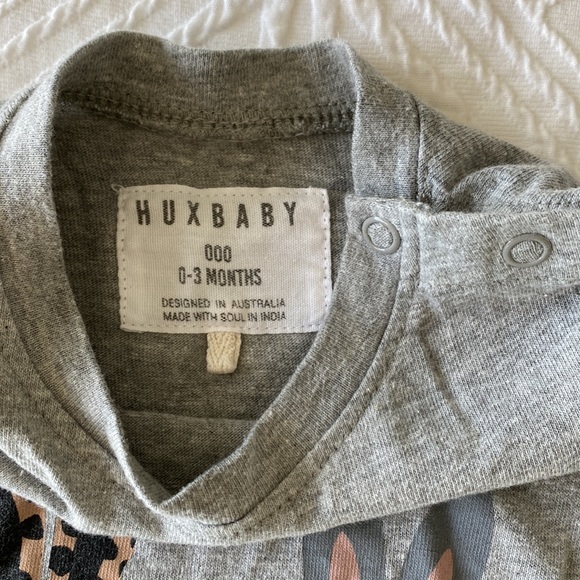 HUXBABY
000
0-3 MONTHS
DESIGNED IN AUSTRALIA
MADE WITH SOUL IN INDIA